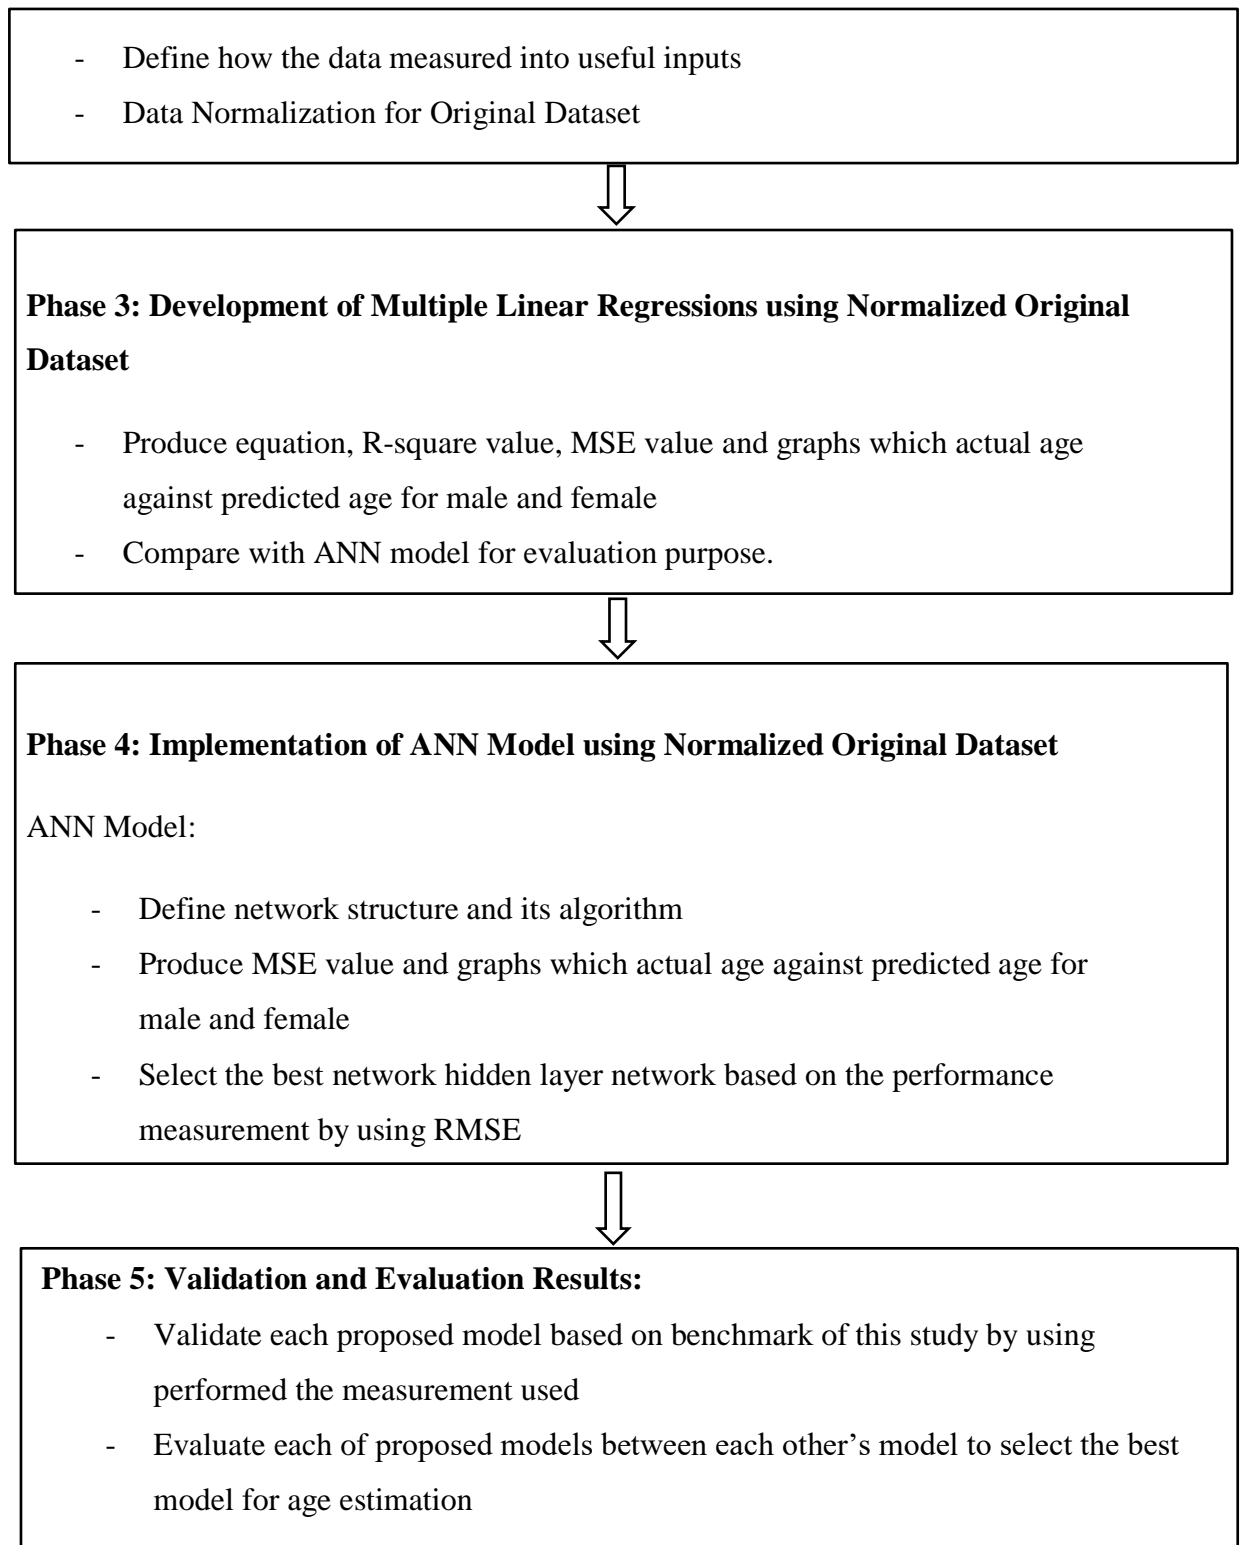 - Define how the data measured into useful inputs
- Data Normalization for Original Dataset
Phase 3: Development of Multiple Linear Regressions using Normalized Original
Dataset
- Produce equation, R-square value, MSE value and graphs which actual age
against predicted age for male and female
- Compare with ANN model for evaluation purpose.
Phase 4: Implementation of ANN Model using Normalized Original Dataset
ANN Model:
- Define network structure and its algorithm
- Produce MSE value and graphs which actual age against predicted age for
male and female
- Select the best network hidden layer network based on the performance
measurement by using RMSE
Phase 5: Validation and Evaluation Results:
- Validate each proposed model based on benchmark of this study by using
performed the measurement used
- Evaluate each of proposed models between each other’s model to select the best
model for age estimation